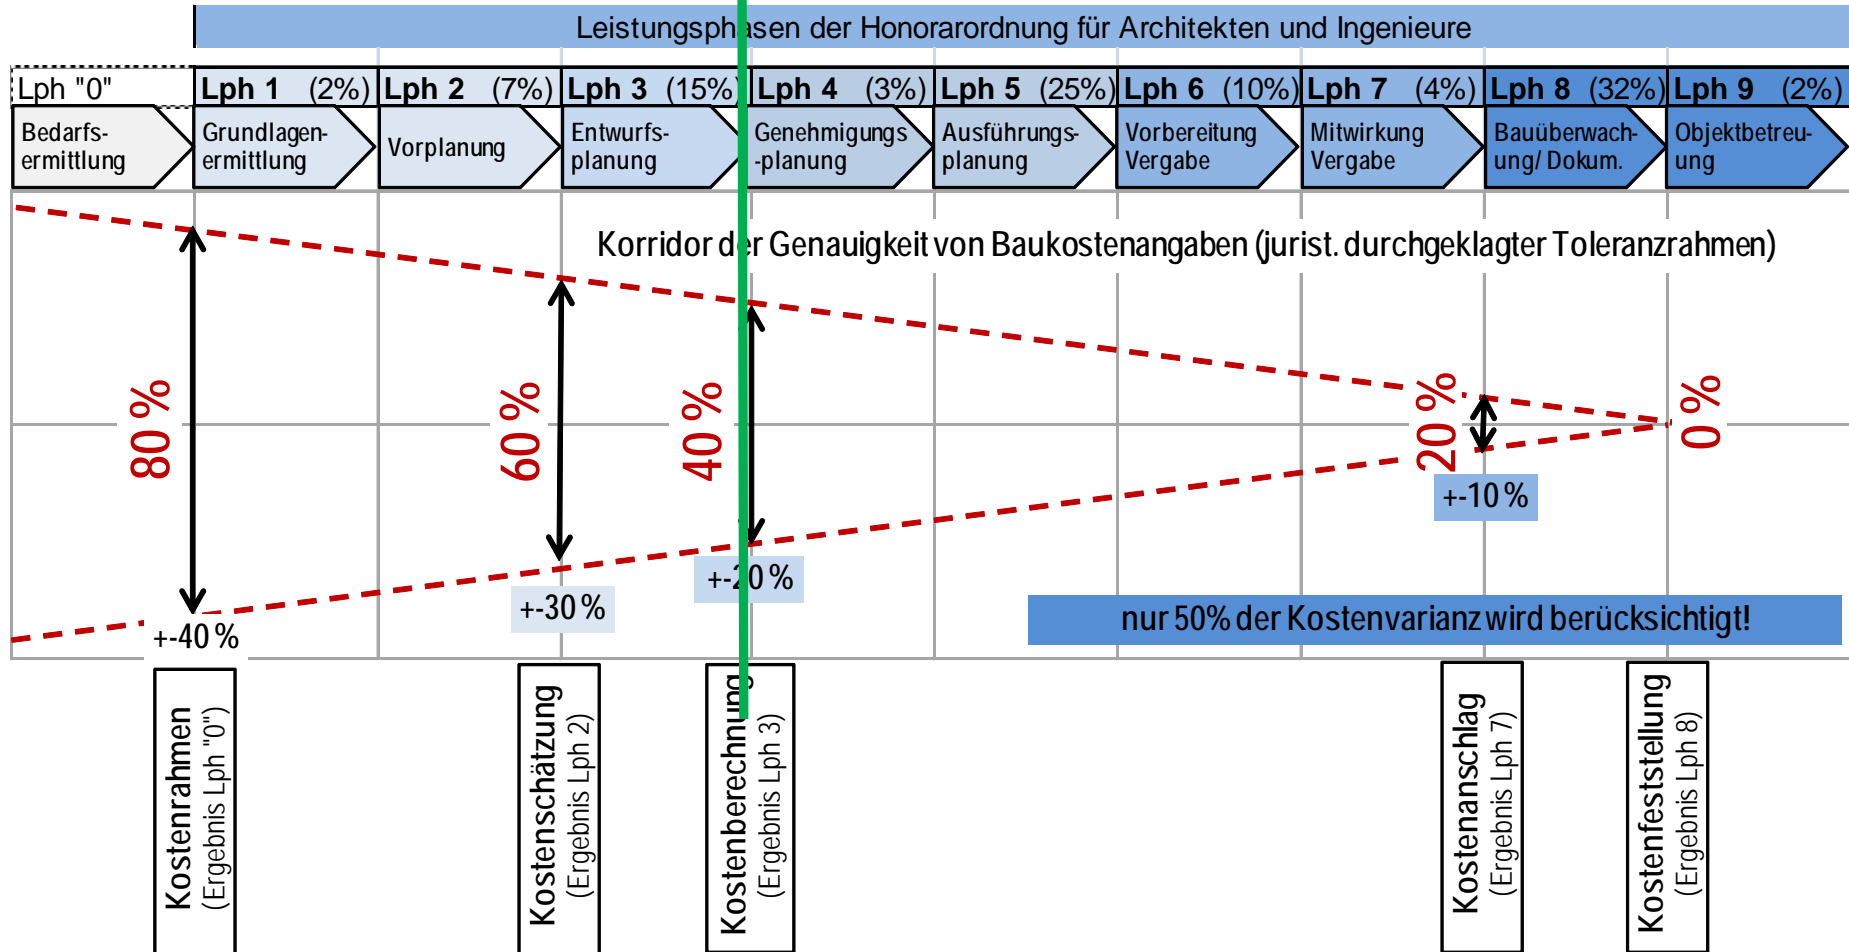 Leistungsphasen der Honorarordnung für Architekten und Ingenieure
Lph "0"
Lph 1 (2%)
Lph 2 (7%)
Lph 3 (15%)
Lph 4 (3%)
Lph 5 (25%)
Lph 6 (10%)
Lph 7 (4%)
Lph 8 (32%)
Lph 9 (2%)
Bedarfs-
ermittlung
Grundlagen-
ermittlung
Vorplanung
Entwurfs-
planung
Genehmigungs
-planung
Ausführungs-
planung
Vorbereitung
Vergabe
Mitwirkung
Vergabe
Bauüberwach-
ung/ Dokum.
Objektbetreu-
ung
Korridor der Genauigkeit von Baukostenangaben (jurist. durchgeklagter Toleranzrahmen)
80 %
60 %
40 %
20 %
0 %
+-40 %
+-30 %
+-20 %
+-10 %
nur 50% der Kostenvarianz wird berücksichtigt!
Kostenrahmen
(Ergebnis Lph "0")
Kostenschätzung
(Ergebnis Lph 2)
Kostenberechnung
(Ergebnis Lph 3)
Kostenanschlag
(Ergebnis Lph 7)
Kostenfeststellung
(Ergebnis Lph 8)